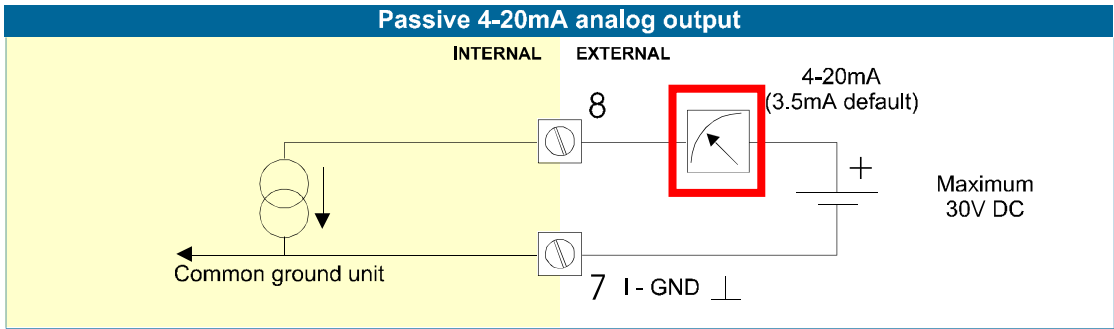 Passive 4-20mA analog output
INTERNAL EXTERNAL
4-20mA
(3.5mA default)
8
+
Maximum
30V DC
Common ground unit
7 I - GND